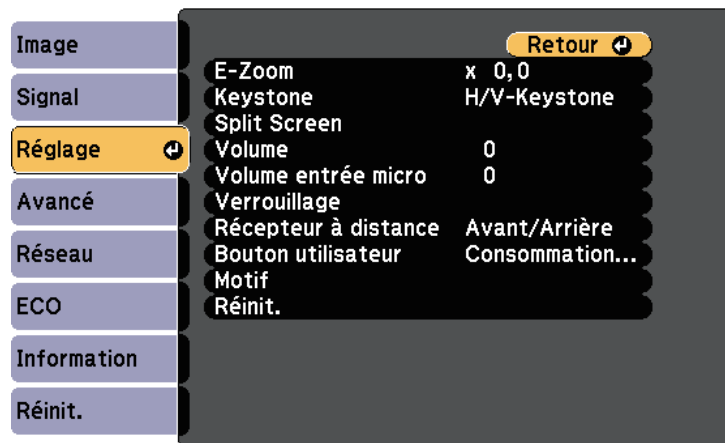 Image
Signal
Réglage
Avancé
Réseau
ECO
Information
Réinit.
Retour
E-Zoom x 0,0
Keystone H/V-Keystone
Split Screen
Volume 0
Volume entrée micro 0
Verrouillage
Récepteur à distance Avant/Arrière
Bouton utilisateur Consommation...
Motif
Réinit.